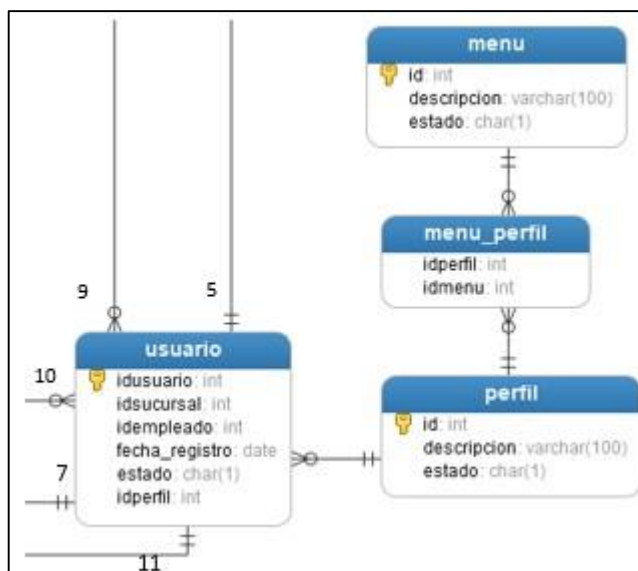 menu
id: int
descripcion: varchar(100)
estado: char(1)
menu_perfil
idperfil: int
idmenu: int
9
5
usuario
idusuario: int
idsucursal: int
idempleado: int
fecha_registro: date
estado: char(1)
idperfil: int
10
7
11
perfil
id: int
descripcion: varchar(100)
estado: char(1)